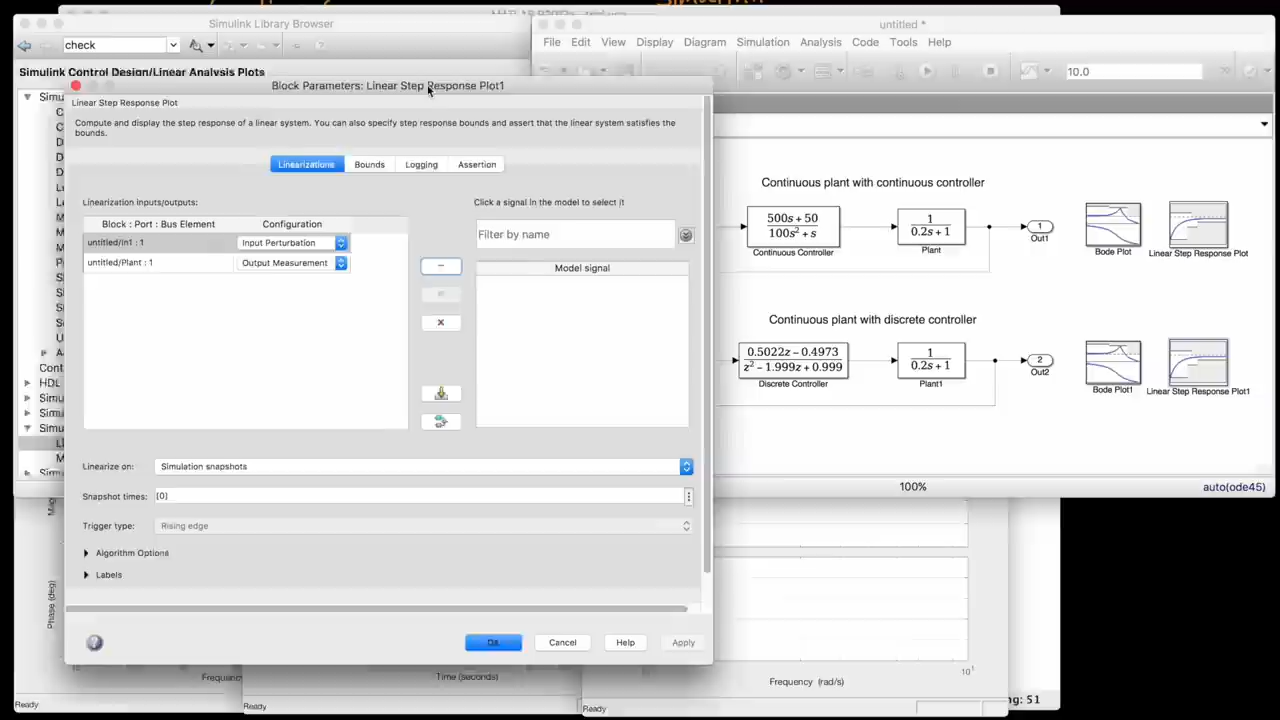 Simulink Library Browser
check
Simulink Control Design/Linear Analysis Plots
Block Parameters: Linear Step Response Plot1
Linear Step Response Plot
Compute and display the step response of a linear system. You can also specify step response bounds and assert that the linear system satisfies the
bounds.
Linearizations Bounds Logging Assertion
Linearization inputs/outputs:
Block : Port : Bus Element Configuration
untitled/In1 : 1 Input Perturbation
untitled/Plant : 1 Output Measurement
Click a signal in the model to select it
Filter by name
Model signal
Linearize on: Simulation snapshots
Snapshot times: [0]
Trigger type: Rising edge
Algorithm Options
Labels
OK Cancel Help Apply
untitled *
File Edit View Display Diagram Simulation Analysis Code Tools Help
10.0
Continuous plant with continuous controller
500s + 50
100s² + s
Continuous Controller
1
0.2s + 1
Plant
1
Out1
Bode Plot
Linear Step Response Plot
Continuous plant with discrete controller
0.5022z − 0.4973
z² − 1.999z + 0.999
Discrete Controller
1
0.2s + 1
Plant1
2
Out2
Bode Plot1
Linear Step Response Plot1
100%
auto(ode45)
HDL
Phase (deg)
Time (seconds)
Frequency (rad/s)
10¹
Ready
Ready
Ready
ng: 51